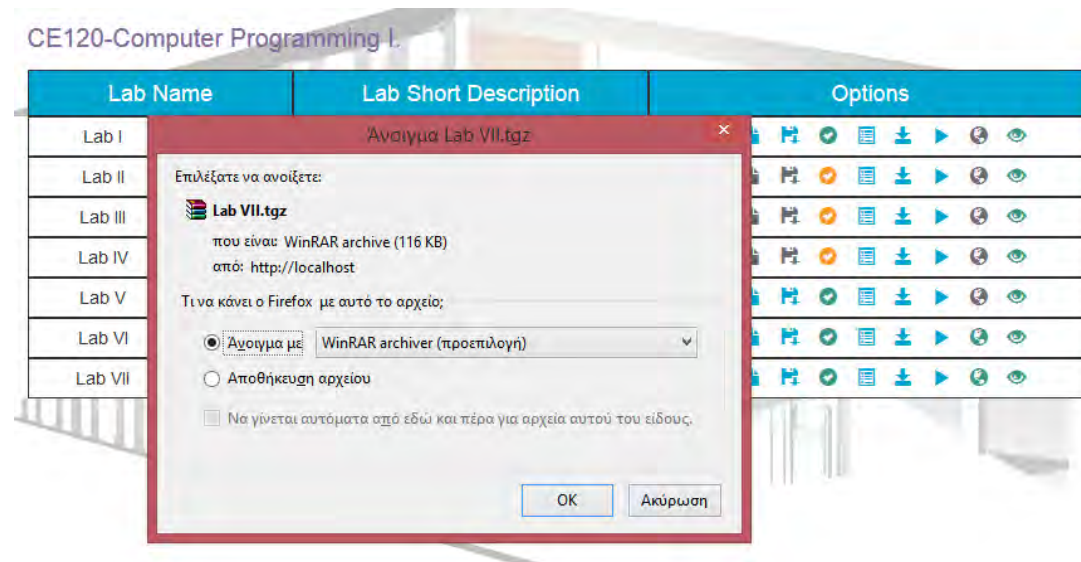 CE120-Computer Programming I.
Lab Name Lab Short Description Options
Lab I
Lab II
Lab III
Lab IV
Lab V
Lab VI
Lab VII
Άνοιγμα Lab VII.tgz
Επιλέξατε να ανοίξετε:
Lab VII.tgz
που είναι: WinRAR archive (116 KB)
από: http://localhost
Τι να κάνει ο Firefox με αυτό το αρχείο;
Άνοιγμα με WinRAR archiver (προεπιλογή)
Αποθήκευση αρχείου
Να γίνεται αυτόματα από εδώ και πέρα για αρχεία αυτού του είδους.
OK Ακύρωση